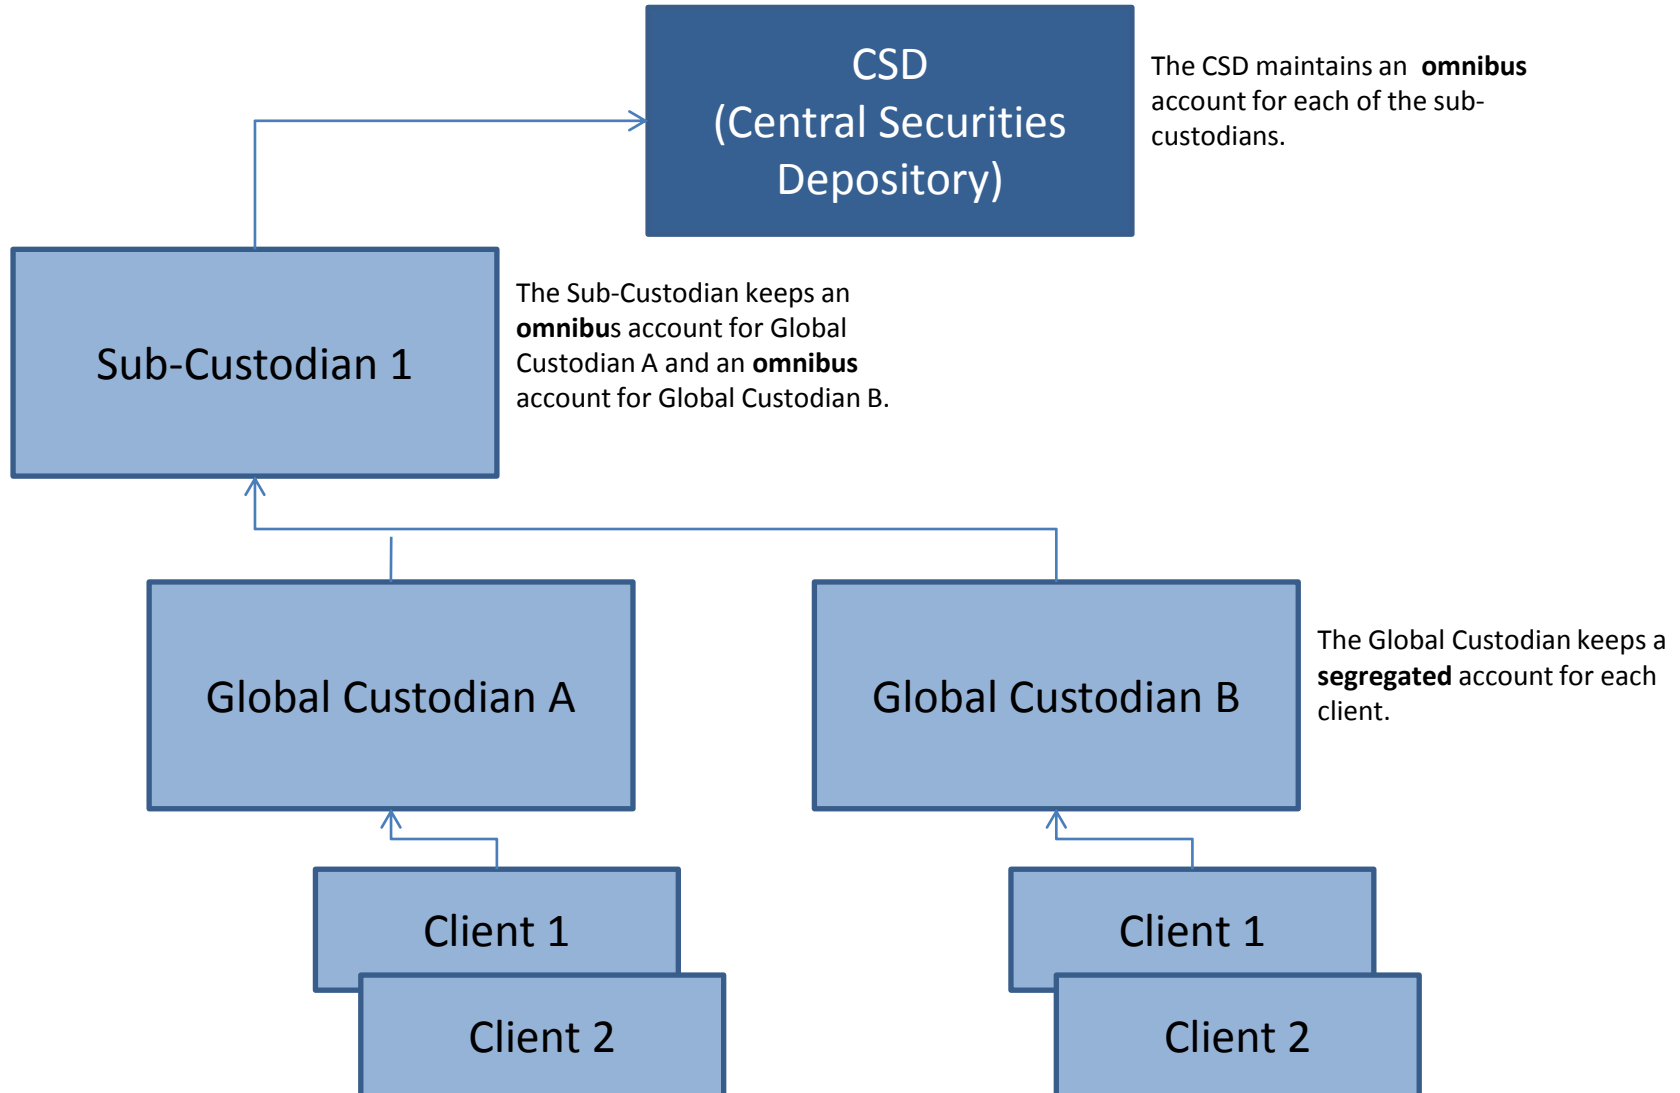 CSD
(Central Securities
Depository)
The CSD maintains an omnibus
account for each of the sub-
custodians.
Sub-Custodian 1
The Sub-Custodian keeps an
omnibus account for Global
Custodian A and an omnibus
account for Global Custodian B.
Global Custodian A
Global Custodian B
The Global Custodian keeps a
segregated account for each
client.
Client 1
Client 2
Client 1
Client 2